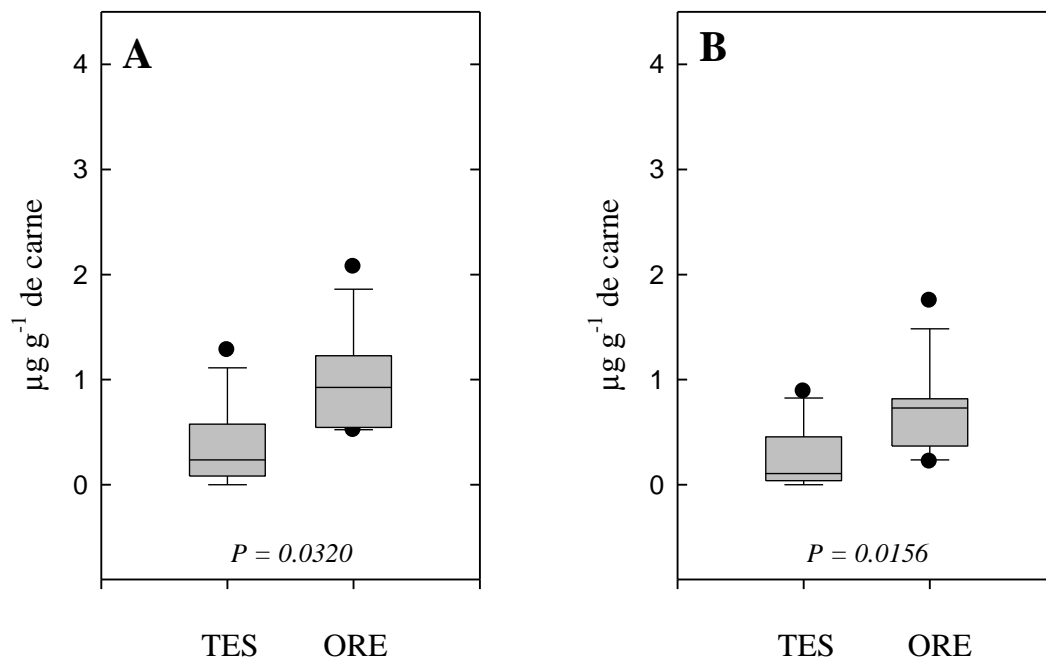 A
4
3
2
1
0
µg g-1 de carne
P = 0.0320
TES ORE
B
4
3
2
1
0
µg g-1 de carne
P = 0.0156
TES ORE